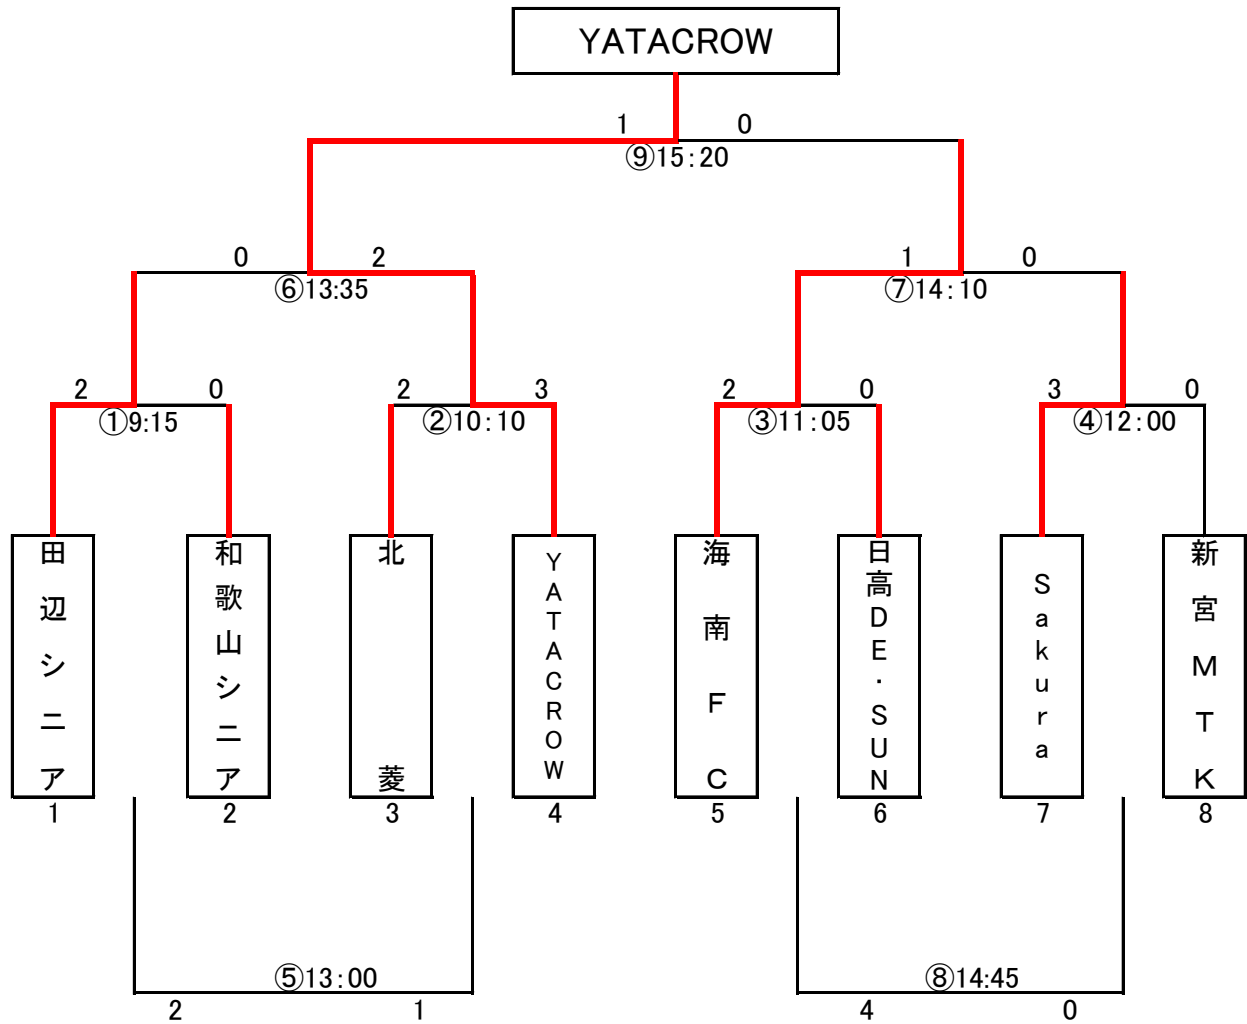 YATACROW
1 0
⑨15:20
0 2 1 0
⑥13:35 ⑦14:10
2 0 2 3 2 0 3 0
①9:15 ②10:10 ③11:05 ④12:00
田辺シニア
和歌山シニア
北菱
YATACROW
海南FC
日高DE・SUN
Sakura
新宮MTK
1 2 3 4 5 6 7 8
⑤13:00 ⑧14:45
2 1 4 0